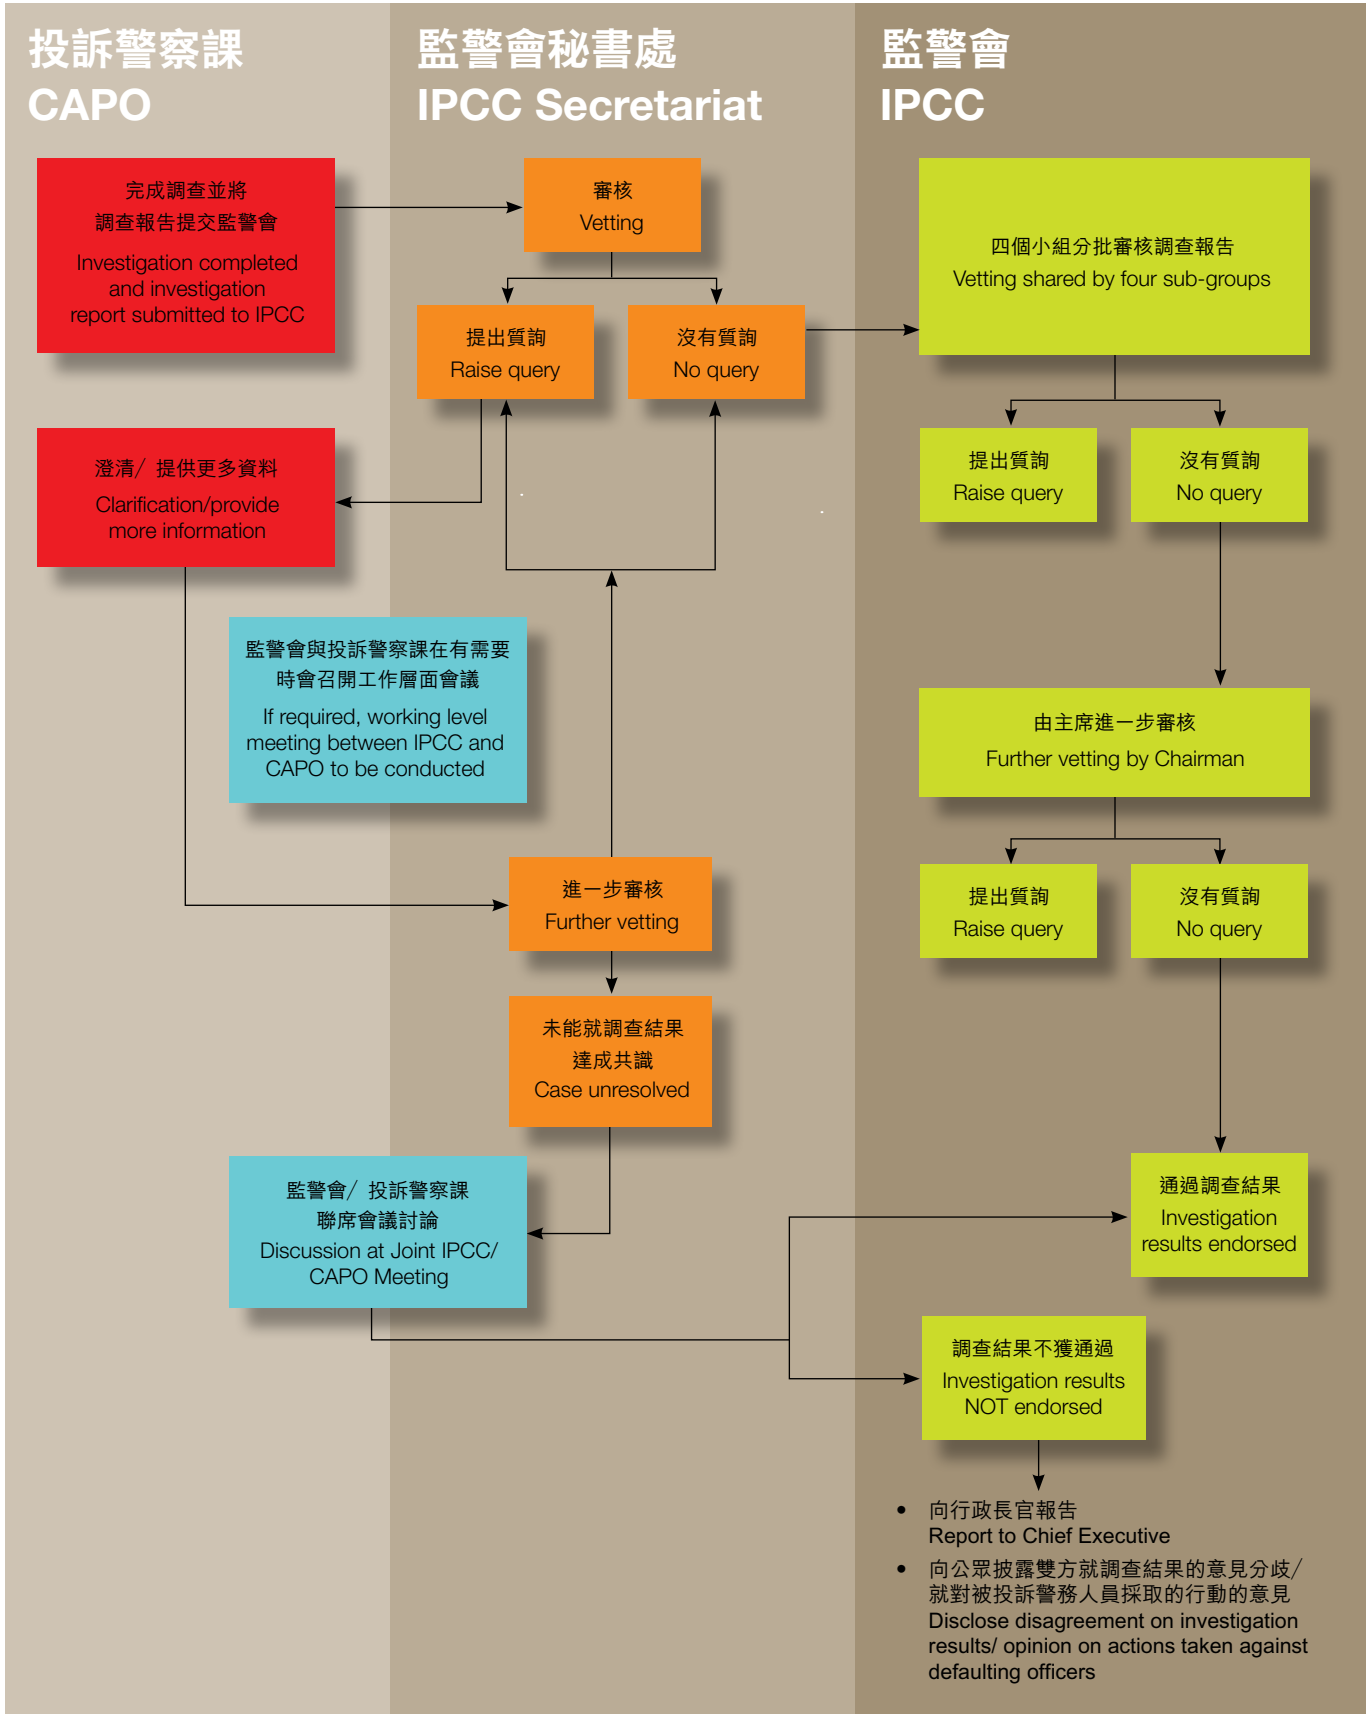 投訴警察課
CAPO
監警會秘書處
IPCC Secretariat
監警會
IPCC
完成調查並將
調查報告提交監警會
Investigation completed
and investigation
report submitted to IPCC
審核
Vetting
四個小組分批審核調查報告
Vetting shared by four sub-groups
提出質詢
Raise query
沒有質詢
No query
提出質詢
Raise query
沒有質詢
No query
澄清/ 提供更多資料
Clarification/provide
more information
監警會與投訴警察課在有需要
時會召開工作層面會議
If required, working level
meeting between IPCC and
CAPO to be conducted
由主席進一步審核
Further vetting by Chairman
進一步審核
Further vetting
提出質詢
Raise query
沒有質詢
No query
未能就調查結果
達成共識
Case unresolved
監警會/ 投訴警察課
聯席會議討論
Discussion at Joint IPCC/
CAPO Meeting
通過調查結果
Investigation
results endorsed
調查結果不獲通過
Investigation results
NOT endorsed
• 向行政長官報告
Report to Chief Executive
• 向公眾披露雙方就調查結果的意見分歧/
就對被投訴警務人員採取的行動的意見
Disclose disagreement on investigation
results/ opinion on actions taken against
defaulting officers